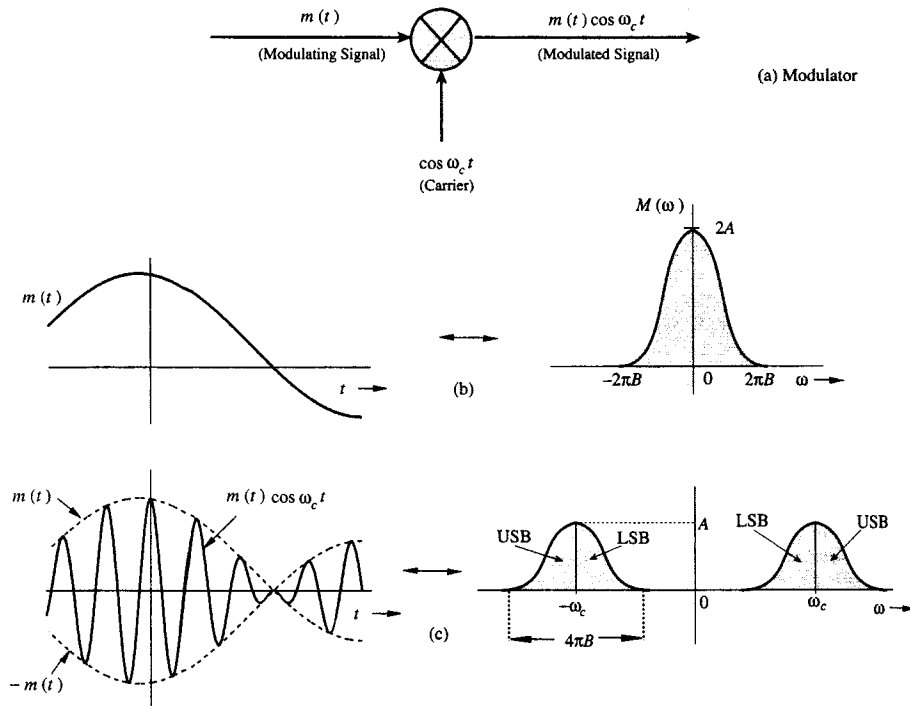 m(t)
(Modulating Signal)
m(t) cos ω_c t
(Modulated Signal)
(a) Modulator
cos ω_c t
(Carrier)
M(ω)
2A
m(t)
t
(b)
−2πB
0
2πB
ω
m(t)
m(t) cos ω_c t
−m(t)
t
(c)
A
USB
LSB
LSB
USB
−ω_c
0
ω_c
ω
4πB